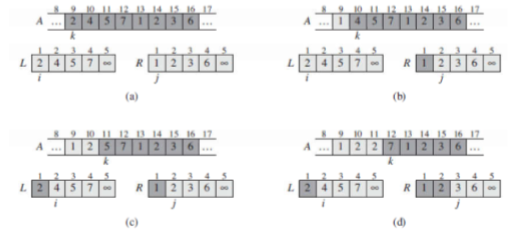 8 9 10 11 12 13 14 15 16 17
A ... 2 4 5 7 1 2 3 6 ...
k
1 2 3 4 5
L 2 4 5 7 ∞
i
1 2 3 4 5
R 1 2 3 6 ∞
j
(a)
8 9 10 11 12 13 14 15 16 17
A ... 1 4 5 7 1 2 3 6 ...
k
1 2 3 4 5
L 2 4 5 7 ∞
i
1 2 3 4 5
R 1 2 3 6 ∞
j
(b)
8 9 10 11 12 13 14 15 16 17
A ... 1 2 5 7 1 2 3 6 ...
k
1 2 3 4 5
L 2 4 5 7 ∞
i
1 2 3 4 5
R 1 2 3 6 ∞
j
(c)
8 9 10 11 12 13 14 15 16 17
A ... 1 2 2 7 1 2 3 6 ...
k
1 2 3 4 5
L 2 4 5 7 ∞
i
1 2 3 4 5
R 1 2 3 6 ∞
j
(d)